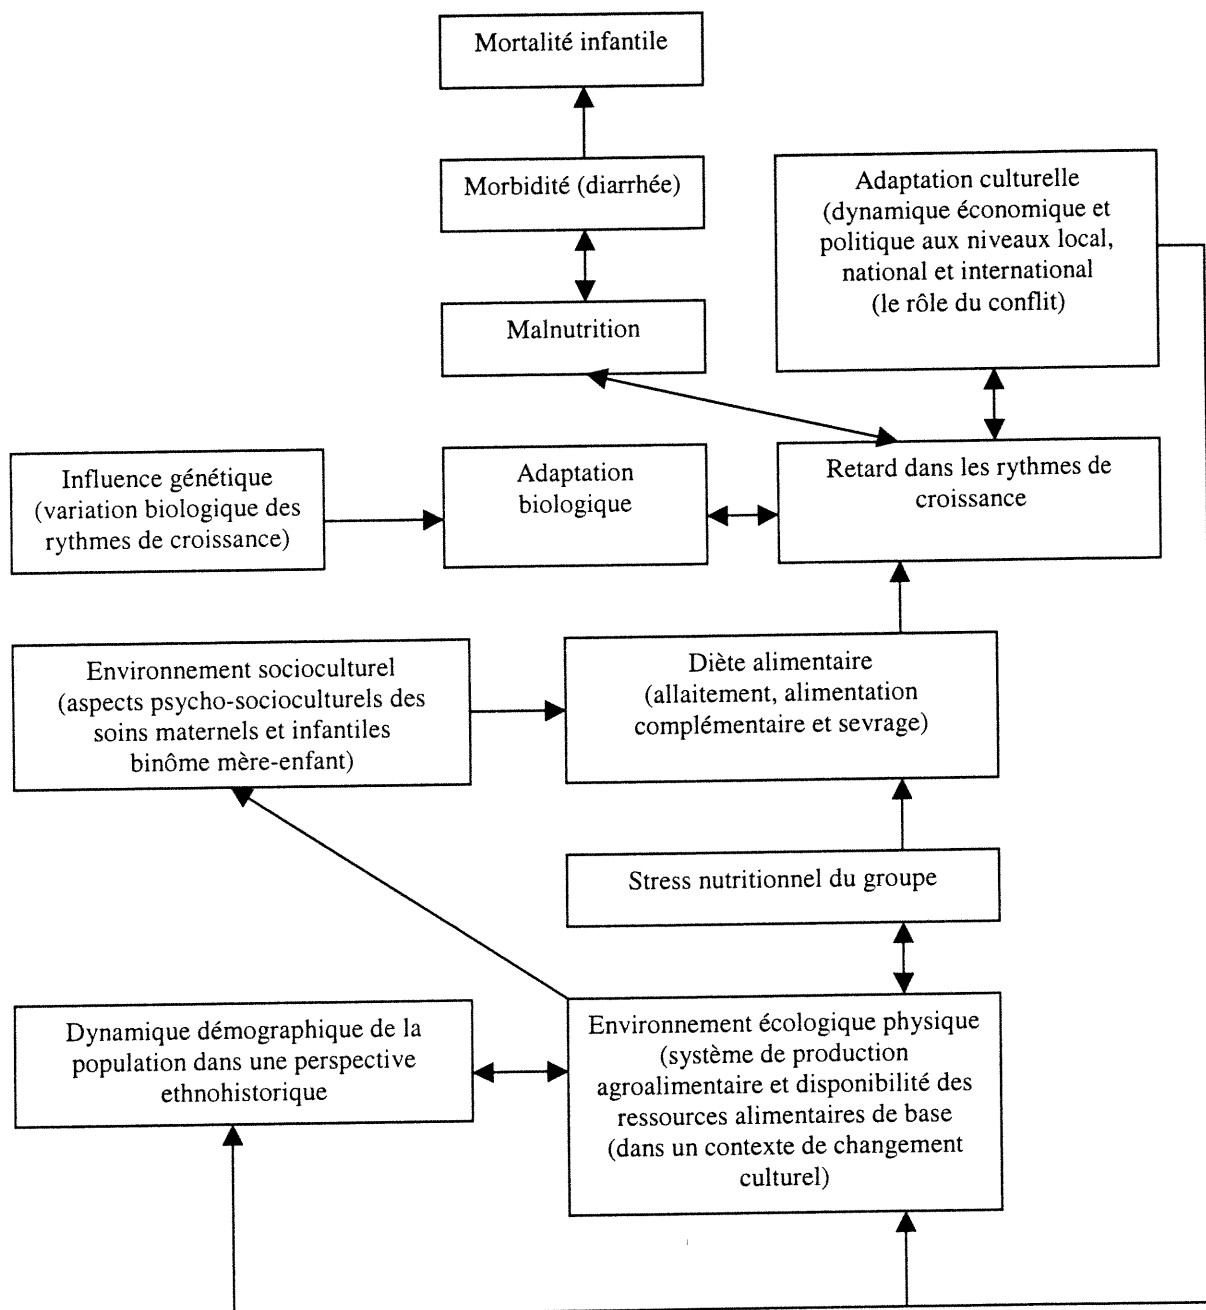 Mortalité infantile
Morbidité (diarrhée)
Adaptation culturelle
(dynamique économique et
politique aux niveaux local,
national et international
(le rôle du conflit)
Malnutrition
Influence génétique
(variation biologique des
rythmes de croissance)
Adaptation
biologique
Retard dans les rythmes de
croissance
Environnement socioculturel
(aspects psycho-socioculturels des
soins maternels et infantiles
binôme mère-enfant)
Diète alimentaire
(allaitement, alimentation
complémentaire et sevrage)
Stress nutritionnel du groupe
Dynamique démographique de la
population dans une perspective
ethnohistorique
Environnement écologique physique
(système de production
agroalimentaire et disponibilité des
ressources alimentaires de base
(dans un contexte de changement
culturel)